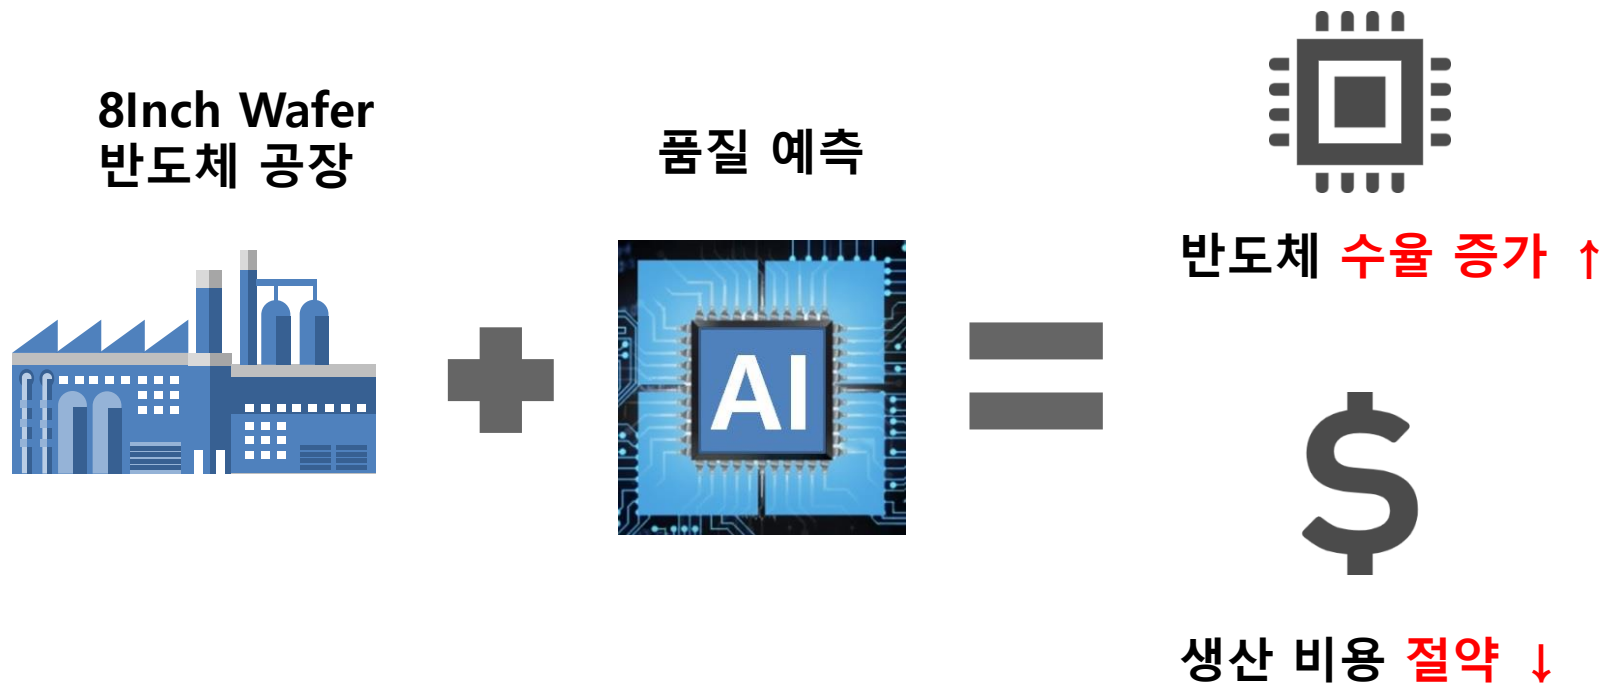 8Inch Wafer
반도체 공장
품질 예측
AI
반도체 수율 증가 ↑
생산 비용 절약 ↓